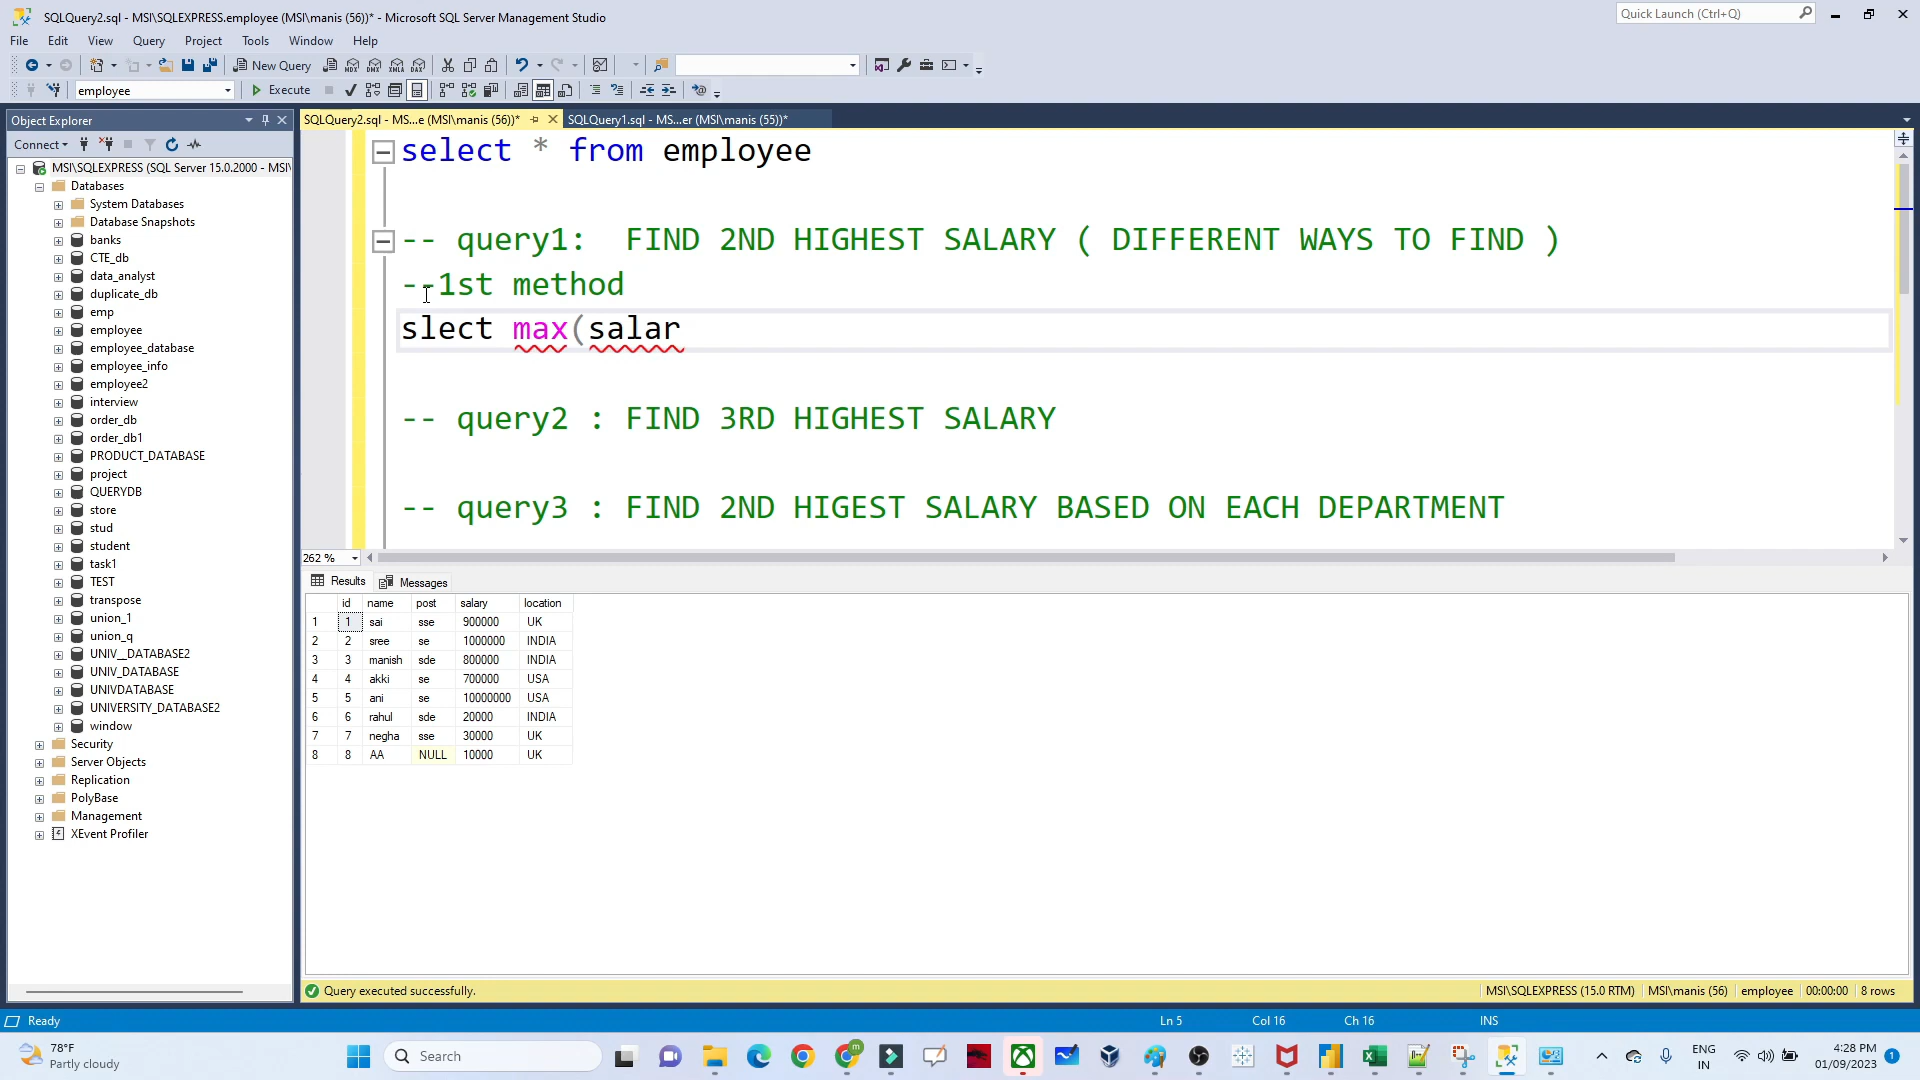 SQLQuery2.sql - MSI\SQLEXPRESS.employee (MSI\manis (56))* - Microsoft SQL Server Management Studio
Quick Launch (Ctrl+Q)
File Edit View Query Project Tools Window Help
New Query
employee
Execute
Object Explorer
SQLQuery2.sql - MS...e (MSI\manis (56))*
SQLQuery1.sql - MS...er (MSI\manis (55))*
Connect
MSI\SQLEXPRESS (SQL Server 15.0.2000 - MSI\
Databases
System Databases
Database Snapshots
banks
CTE_db
data_analyst
duplicate_db
emp
employee
employee_database
employee_info
employee2
interview
order_db
order_db1
PRODUCT_DATABASE
project
QUERYDB
store
stud
student
task1
TEST
transpose
union_1
union_q
UNIV__DATABASE2
UNIV_DATABASE
UNIVDATABASE
UNIVERSITY_DATABASE2
window
Security
Server Objects
Replication
PolyBase
Management
XEvent Profiler
select * from employee
-- query1:  FIND 2ND HIGHEST SALARY ( DIFFERENT WAYS TO FIND )
--1st method
slect max(salar
-- query2 : FIND 3RD HIGHEST SALARY
-- query3 : FIND 2ND HIGEST SALARY BASED ON EACH DEPARTMENT
262 %
Results Messages
id name post salary location
1 1 sai sse 900000 UK
2 2 sree se 1000000 INDIA
3 3 manish sde 800000 INDIA
4 4 akki se 700000 USA
5 5 ani se 10000000 USA
6 6 rahul sde 20000 INDIA
7 7 negha sse 30000 UK
8 8 AA NULL 10000 UK
Query executed successfully.
MSI\SQLEXPRESS (15.0 RTM) MSI\manis (56) employee 00:00:00 8 rows
Ready
Ln 5 Col 16 Ch 16 INS
78°F
Partly cloudy
Search
ENG
IN
4:28 PM
01/09/2023
1